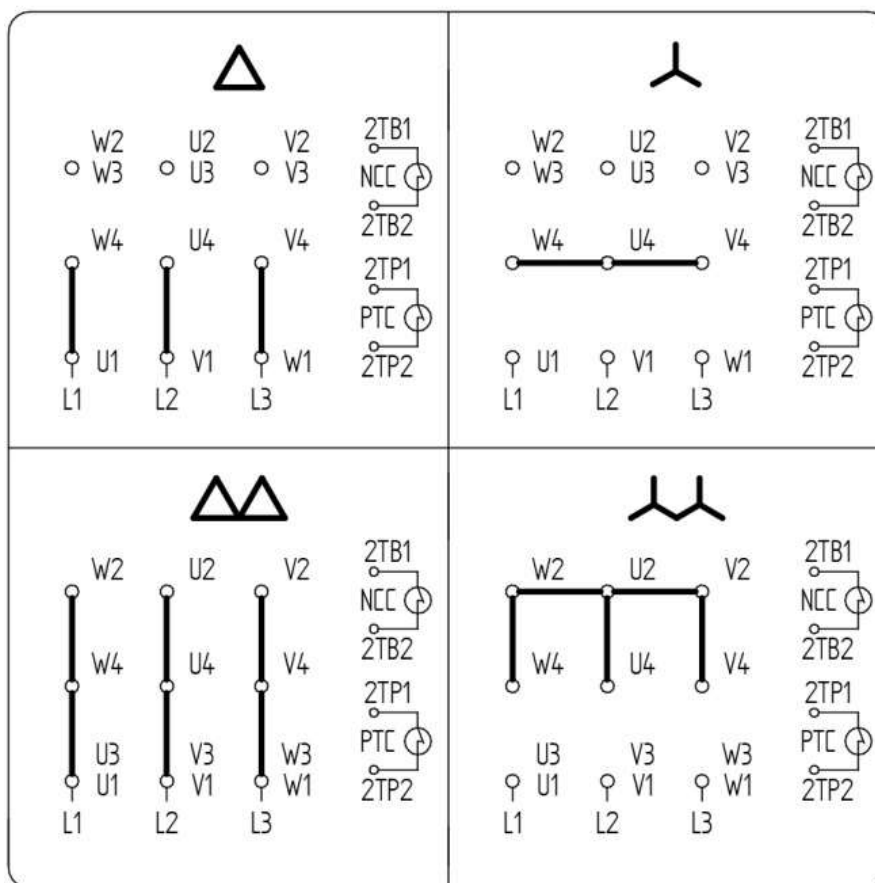 W2 U2 V2 2TB1
W3 U3 V3 NCC
2TB2
W4 U4 V4
2TP1
PTC
U1 V1 W1 2TP2
L1 L2 L3
W2 U2 V2 2TB1
W3 U3 V3 NCC
2TB2
W4 U4 V4
2TP1
PTC
U1 V1 W1 2TP2
L1 L2 L3
2TB1
W2 U2 V2
NCC
2TB2
W4 U4 V4
2TP1
U3 V3 W3 PTC
U1 V1 W1 2TP2
L1 L2 L3
2TB1
W2 U2 V2
NCC
2TB2
W4 U4 V4
2TP1
U3 V3 W3 PTC
U1 V1 W1 2TP2
L1 L2 L3